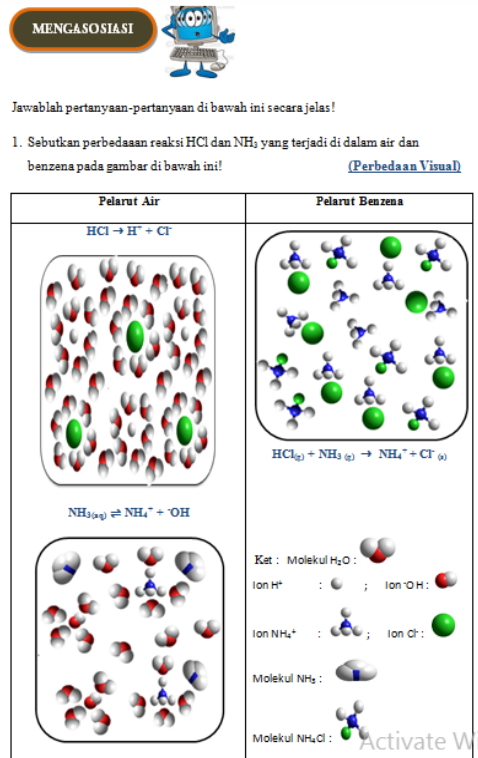 MENGASOSIASI
Jawablah pertanyaan-pertanyaan di bawah ini secara jelas!
1. Sebutkan perbedaaan reaksi HCl dan NH₃ yang terjadi di dalam air dan
benzena pada gambar di bawah ini! (Perbedaan Visual)
Pelarut Air
Pelarut Benzena
HCl → H⁺ + Cl⁻
HCl(g) + NH₃ (g) → NH₄⁺ + Cl⁻ (s)
NH₃(aq) ⇌ NH₄⁺ + ⁻OH
Ket : Molekul H₂O :
Ion H⁺ : ; Ion ⁻OH :
Ion NH₄⁺ : ; Ion Cl⁻ :
Molekul NH₃ :
Molekul NH₄Cl :
Activate Wi